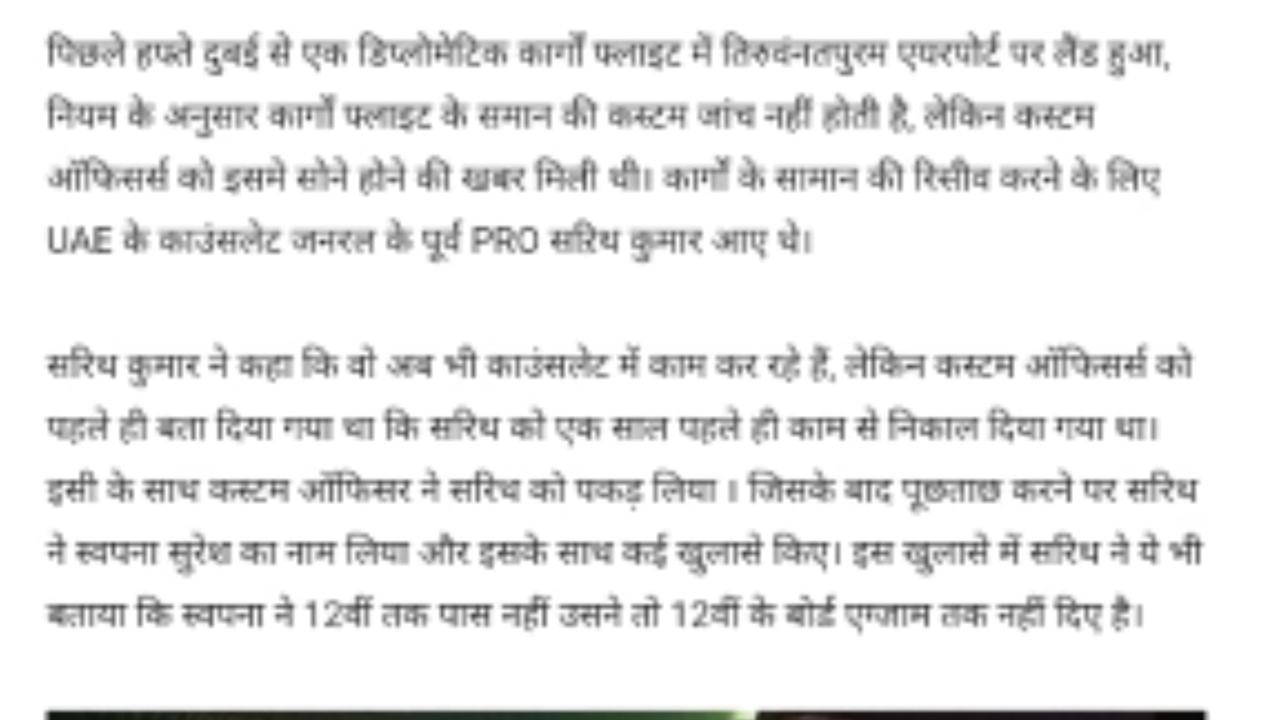 पिछले हफ्ते दुबई से एक डिप्लोमेटिक कार्गो फ्लाइट में तिरुवंनतपुरम एयरपोर्ट पर लैंड हुआ,
नियम के अनुसार कार्गो फ्लाइट के समान की कस्टम जांच नहीं होती है, लेकिन कस्टम
ऑफिसर्स को इसमे सोने होने की खबर मिली थी। कार्गो के सामान की रिसीव करने के लिए
UAE के काउंसलेट जनरल के पूर्व PRO सरिथ कुमार आए थे।
सरिथ कुमार ने कहा कि वो अब भी काउंसलेट में काम कर रहे हैं, लेकिन कस्टम ऑफिसर्स को
पहले ही बता दिया गया था कि सरिथ को एक साल पहले ही काम से निकाल दिया गया था।
इसी के साथ कस्टम ऑफिसर ने सरिथ को पकड़ लिया । जिसके बाद पूछताछ करने पर सरिथ
ने स्वपना सुरेश का नाम लिया और इसके साथ कई खुलासे किए। इस खुलासे में सरिथ ने ये भी
बताया कि स्वपना ने 12वीं तक पास नहीं उसने तो 12वीं के बोर्ड एग्जाम तक नहीं दिए है।